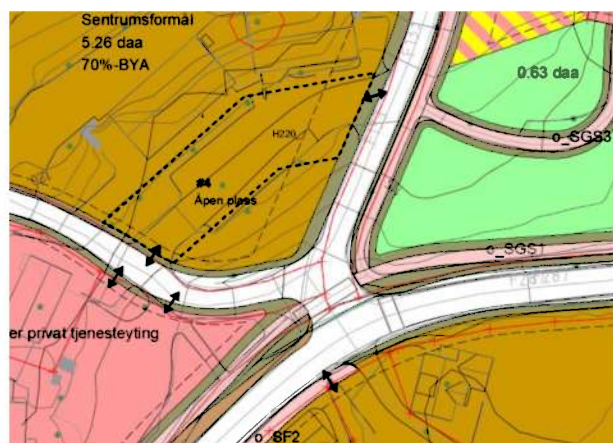 Sentrumsformål
5.26 daa
70%-BYA
0.63 daa
o_SGS3
H220
#4
Åpen plass
o_SGS1
er privat tjenesteyting
o_SF2